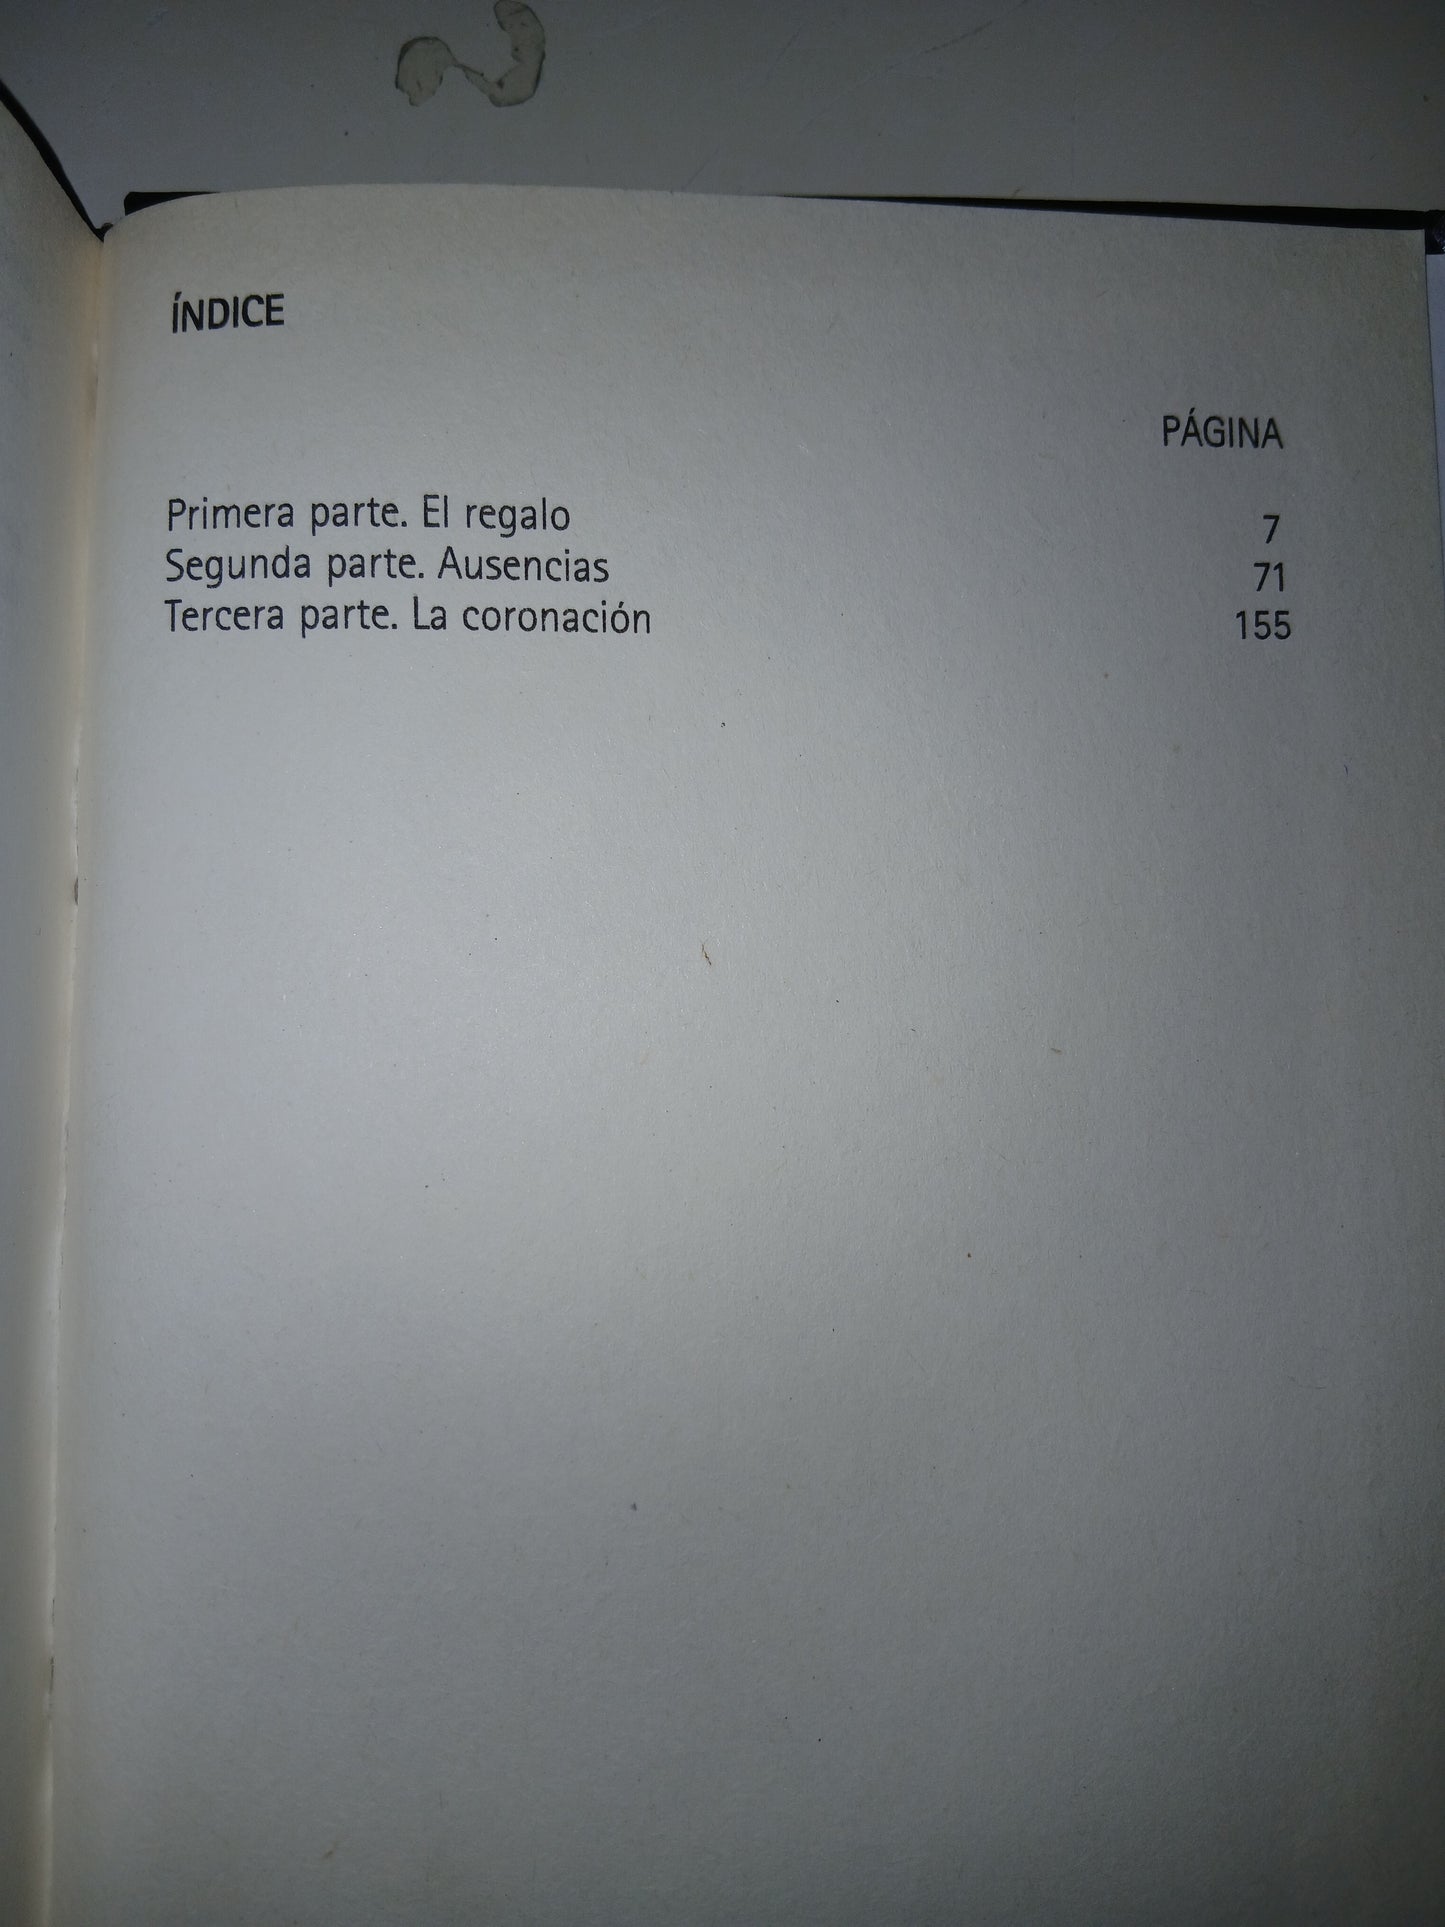 ÍNDICE
PÁGINA
Primera parte. El regalo 7
Segunda parte. Ausencias 71
Tercera parte. La coronación 155